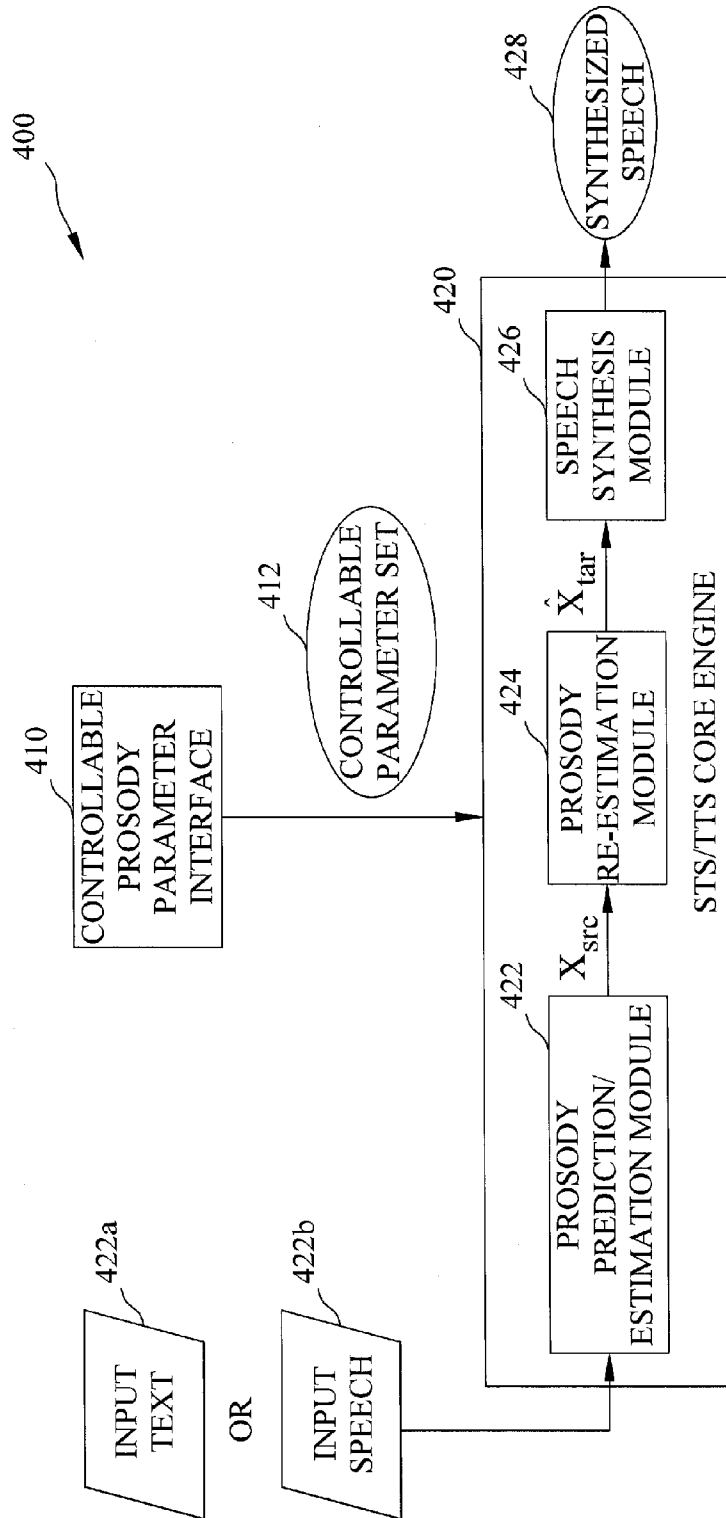 400
422a
INPUT
TEXT
OR
422b
INPUT
SPEECH
410
CONTROLLABLE
PROSODY
PARAMETER
INTERFACE
412
CONTROLLABLE
PARAMETER SET
420
422
PROSODY
PREDICTION/
ESTIMATION MODULE
Xsrc
424
PROSODY
RE-ESTIMATION
MODULE
X̂tar
426
SPEECH
SYNTHESIS
MODULE
428
SYNTHESIZED
SPEECH
STS/TTS CORE ENGINE